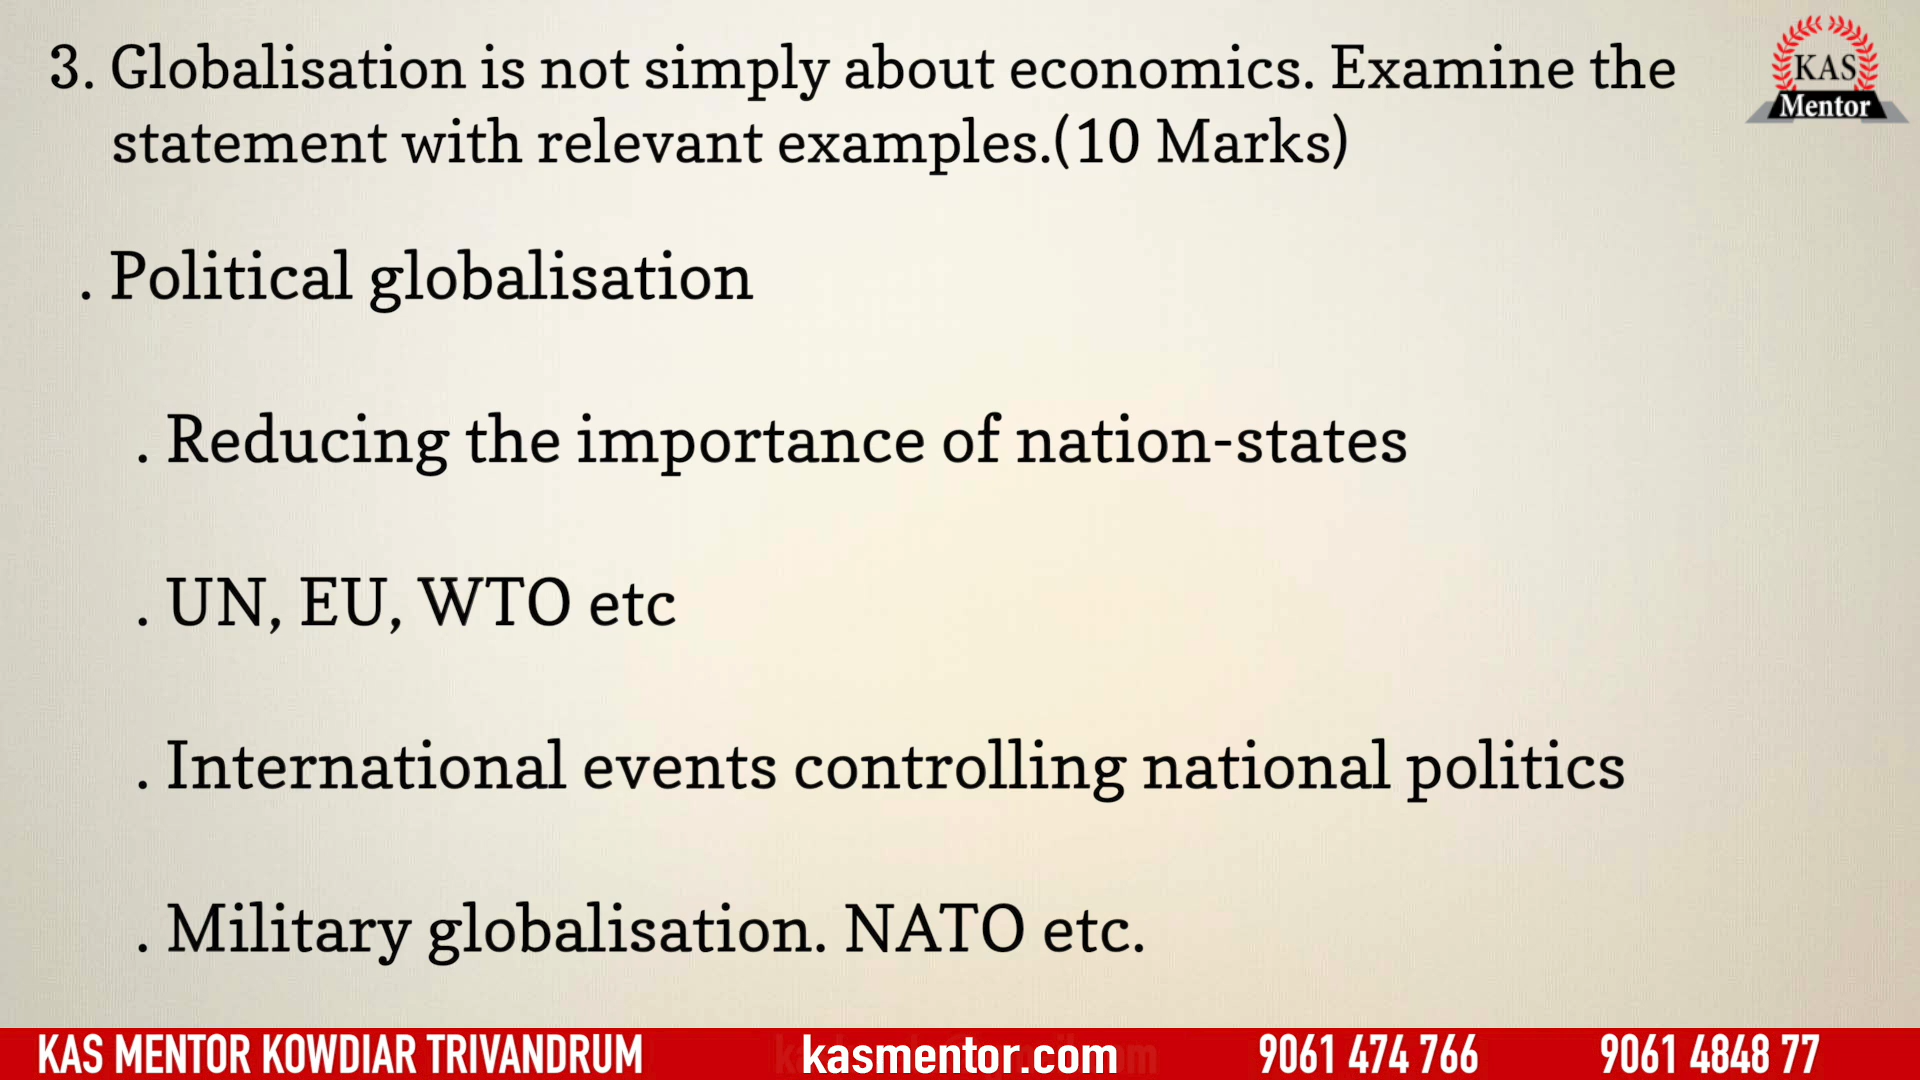 3. Globalisation is not simply about economics. Examine the
statement with relevant examples.(10 Marks)
KAS
Mentor
. Political globalisation
. Reducing the importance of nation-states
. UN, EU, WTO etc
. International events controlling national politics
. Military globalisation. NATO etc.
KAS MENTOR KOWDIAR TRIVANDRUM kasmentor.com 9061 474 766 9061 4848 77